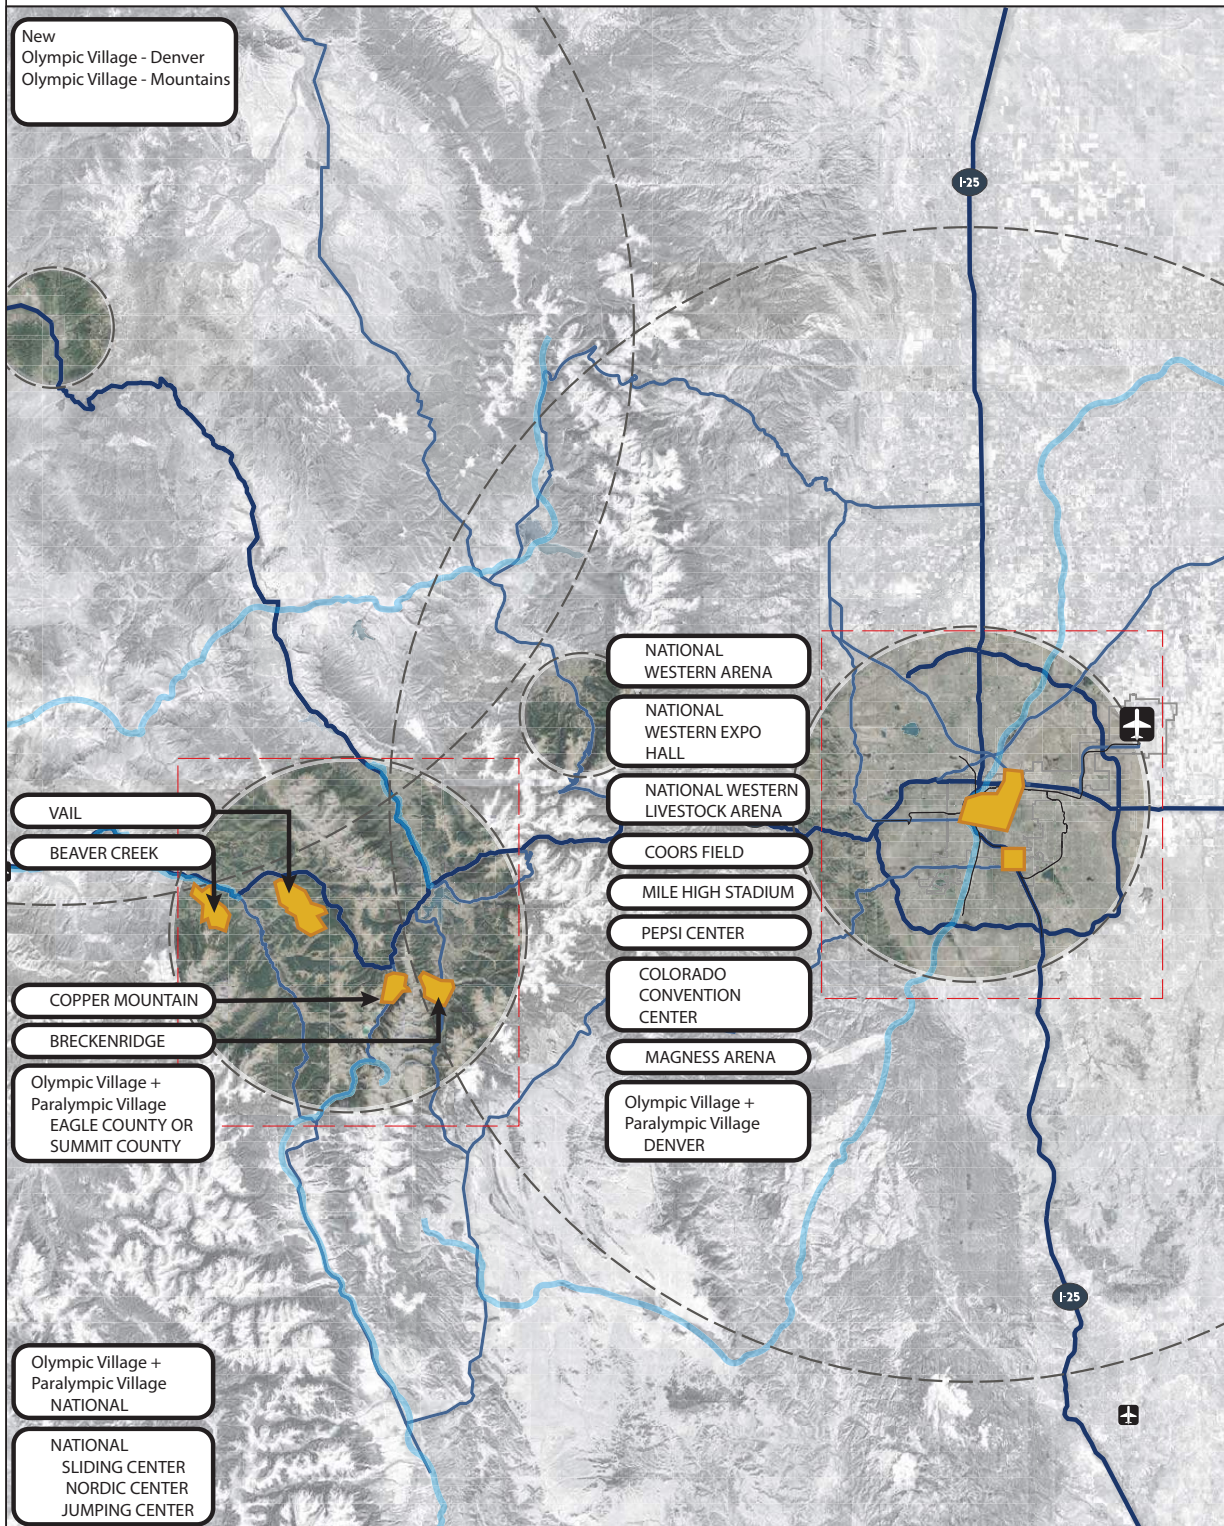 New
Olympic Village - Denver
Olympic Village - Mountains
I-25
NATIONAL
WESTERN ARENA
NATIONAL
WESTERN EXPO
HALL
NATIONAL WESTERN
LIVESTOCK ARENA
COORS FIELD
MILE HIGH STADIUM
PEPSI CENTER
COLORADO
CONVENTION
CENTER
MAGNESS ARENA
Olympic Village +
Paralympic Village
DENVER
VAIL
BEAVER CREEK
COPPER MOUNTAIN
BRECKENRIDGE
Olympic Village +
Paralympic Village
EAGLE COUNTY OR
SUMMIT COUNTY
I-25
Olympic Village +
Paralympic Village
NATIONAL
NATIONAL
SLIDING CENTER
NORDIC CENTER
JUMPING CENTER